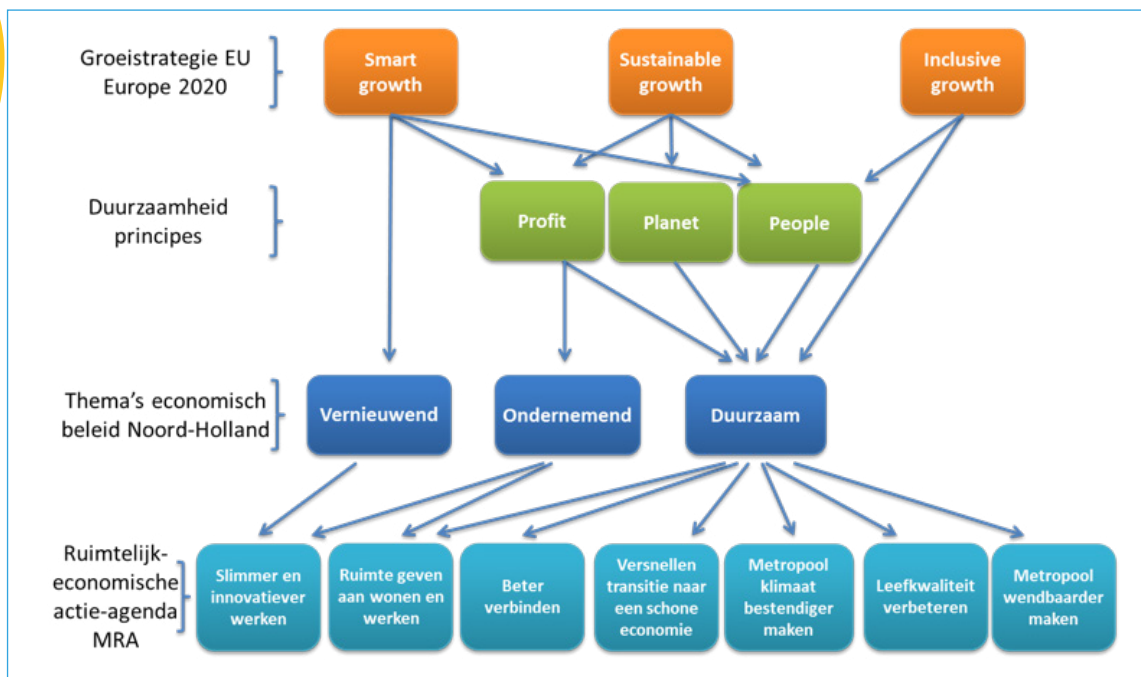 Groeistrategie EU
Europe 2020
Smart
growth
Sustainable
growth
Inclusive
growth
Duurzaamheid
principes
Profit
Planet
People
Thema's economisch
beleid Noord-Holland
Vernieuwend
Ondernemend
Duurzaam
Ruimtelijk-
economische
actie-agenda
MRA
Slimmer en
innovatiever
werken
Ruimte geven
aan wonen en
werken
Beter
verbinden
Versnellen
transitie naar
een schone
economie
Metropool
klimaat
bestendiger
maken
Leefkwaliteit
verbeteren
Metropool
wendbaarder
maken